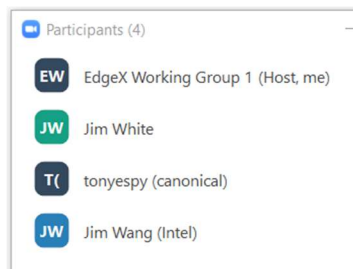 Participants (4)
EW EdgeX Working Group 1 (Host, me)
JW Jim White
T( tonyespy (canonical)
JW Jim Wang (Intel)